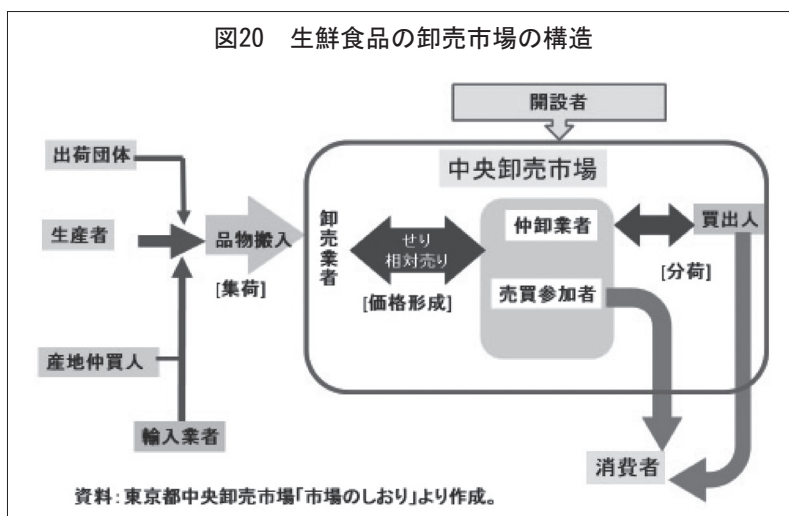 図20　生鮮食品の卸売市場の構造
開設者
中央卸売市場
出荷団体
生産者
品物搬入
[集荷]
産地仲買人
輸入業者
卸売業者
せり
相対売り
[価格形成]
仲卸業者
売買参加者
買出人
[分荷]
消費者
資料：東京都中央卸売市場「市場のしおり」より作成。